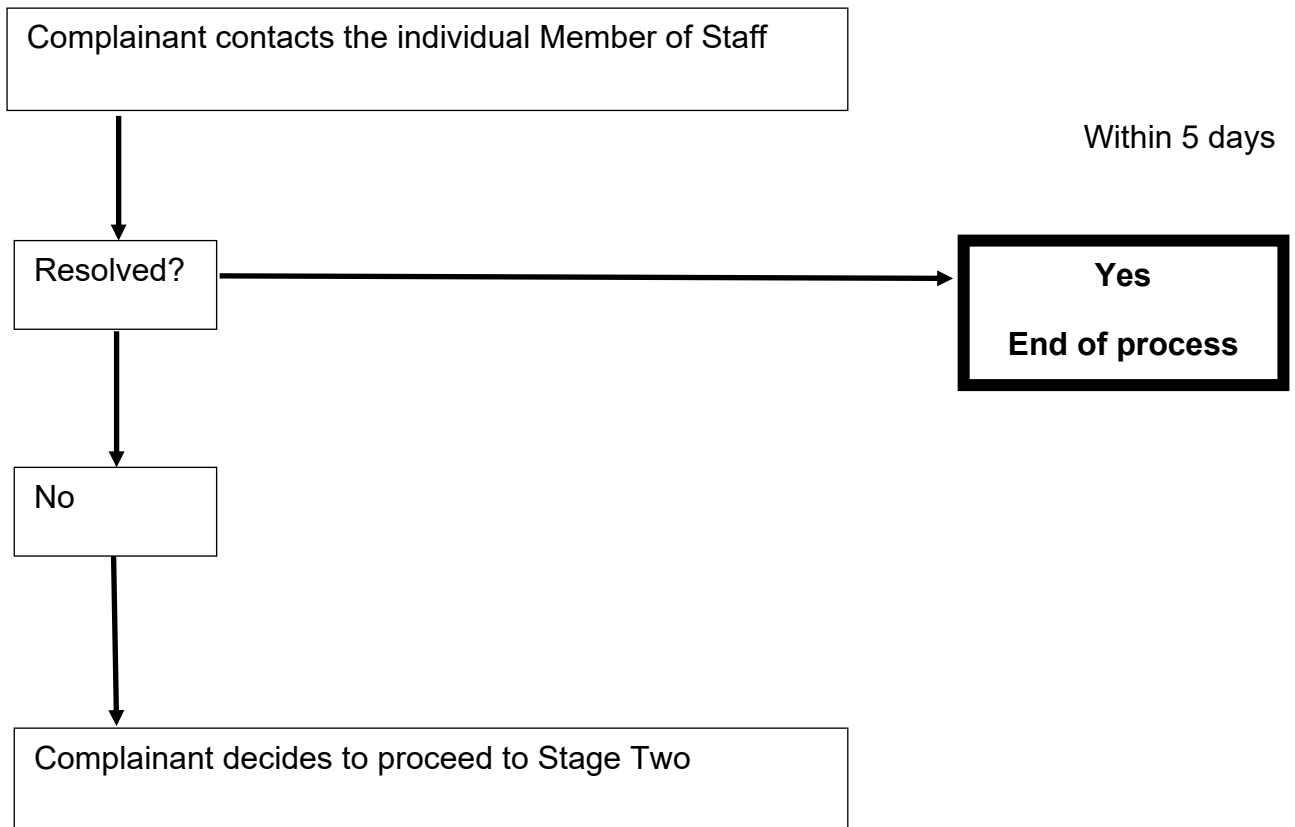 Complainant contacts the individual Member of Staff
Within 5 days
Resolved?
Yes
End of process
No
Complainant decides to proceed to Stage Two